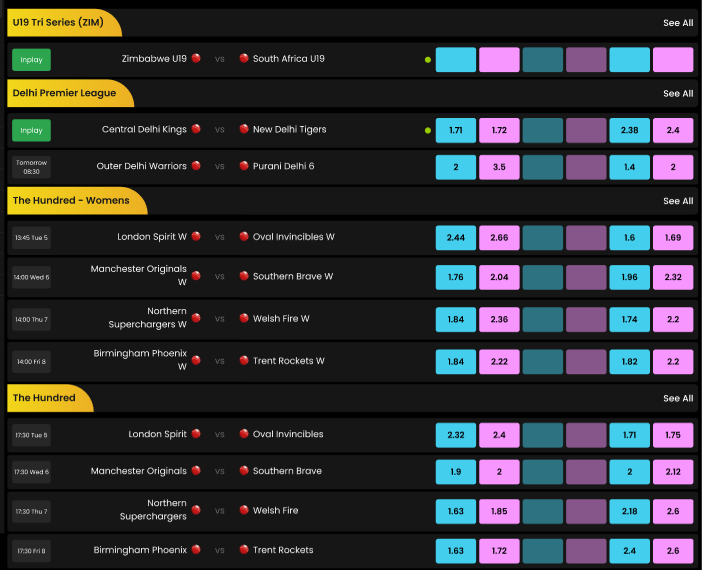 U19 Tri Series (ZIM) See All
Inplay Zimbabwe U19 VS South Africa U19
Delhi Premier League See All
Inplay Central Delhi Kings VS New Delhi Tigers 1.71 1.72 2.38 2.4
Tomorrow
08:30 Outer Delhi Warriors VS Purani Delhi 6 2 3.5 1.4 2
The Hundred - Womens See All
13:45 Tue 5 London Spirit W VS Oval Invincibles W 2.44 2.66 1.6 1.69
14:00 Wed 6 Manchester Originals
W VS Southern Brave W 1.76 2.04 1.96 2.32
14:00 Thu 7 Northern
Superchargers W VS Welsh Fire W 1.84 2.36 1.74 2.2
14:00 Fri 8 Birmingham Phoenix
W VS Trent Rockets W 1.84 2.22 1.82 2.2
The Hundred See All
17:30 Tue 5 London Spirit VS Oval Invincibles 2.32 2.4 1.71 1.75
17:30 Wed 6 Manchester Originals VS Southern Brave 1.9 2 2 2.12
17:30 Thu 7 Northern
Superchargers VS Welsh Fire 1.63 1.85 2.18 2.6
17:30 Fri 8 Birmingham Phoenix VS Trent Rockets 1.63 1.72 2.4 2.6